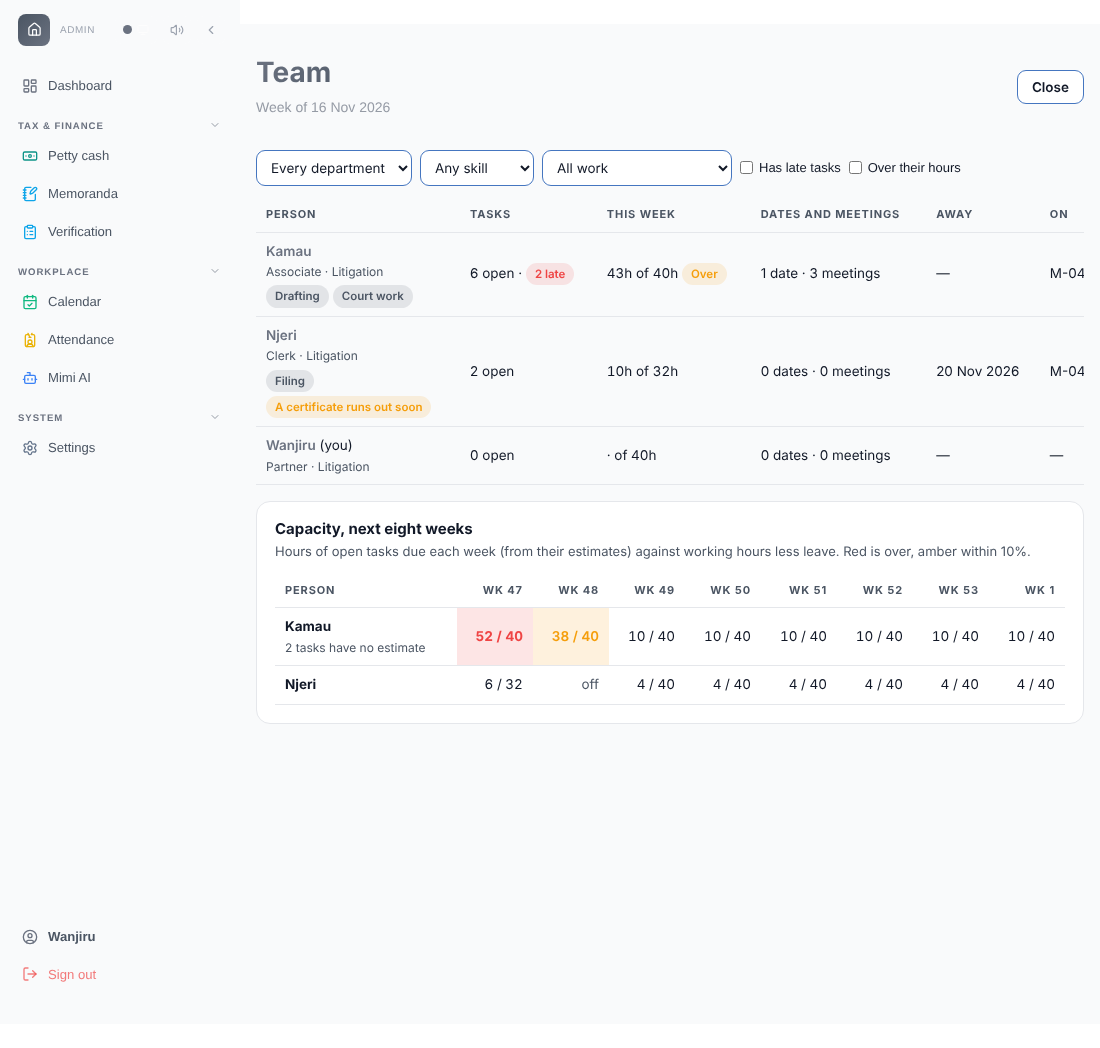 ADMIN
Dashboard
TAX & FINANCE
Petty cash
Memoranda
Verification
WORKPLACE
Calendar
Attendance
Mimi AI
SYSTEM
Settings
Wanjiru
Sign out
Team
Week of 16 Nov 2026
Close
Every department Any skill All work Has late tasks Over their hours
PERSON TASKS THIS WEEK DATES AND MEETINGS AWAY ON
Kamau
Associate · Litigation
Drafting Court work
6 open · 2 late 43h of 40h Over 1 date · 3 meetings — M-04
Njeri
Clerk · Litigation
Filing
A certificate runs out soon
2 open 10h of 32h 0 dates · 0 meetings 20 Nov 2026 M-04
Wanjiru (you)
Partner · Litigation
0 open · of 40h 0 dates · 0 meetings — —
Capacity, next eight weeks
Hours of open tasks due each week (from their estimates) against working hours less leave. Red is over, amber within 10%.
PERSON WK 47 WK 48 WK 49 WK 50 WK 51 WK 52 WK 53 WK 1
Kamau
2 tasks have no estimate
52 / 40 38 / 40 10 / 40 10 / 40 10 / 40 10 / 40 10 / 40 10 / 40
Njeri 6 / 32 off 4 / 40 4 / 40 4 / 40 4 / 40 4 / 40 4 / 40